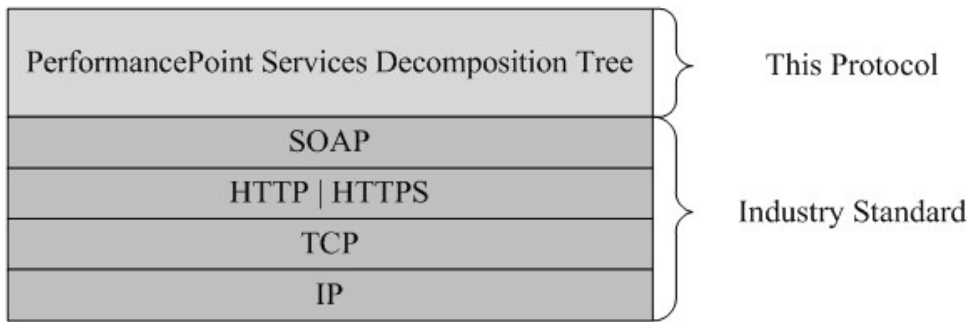 PerformancePoint Services Decomposition Tree
This Protocol
SOAP
HTTP | HTTPS
TCP
IP
Industry Standard